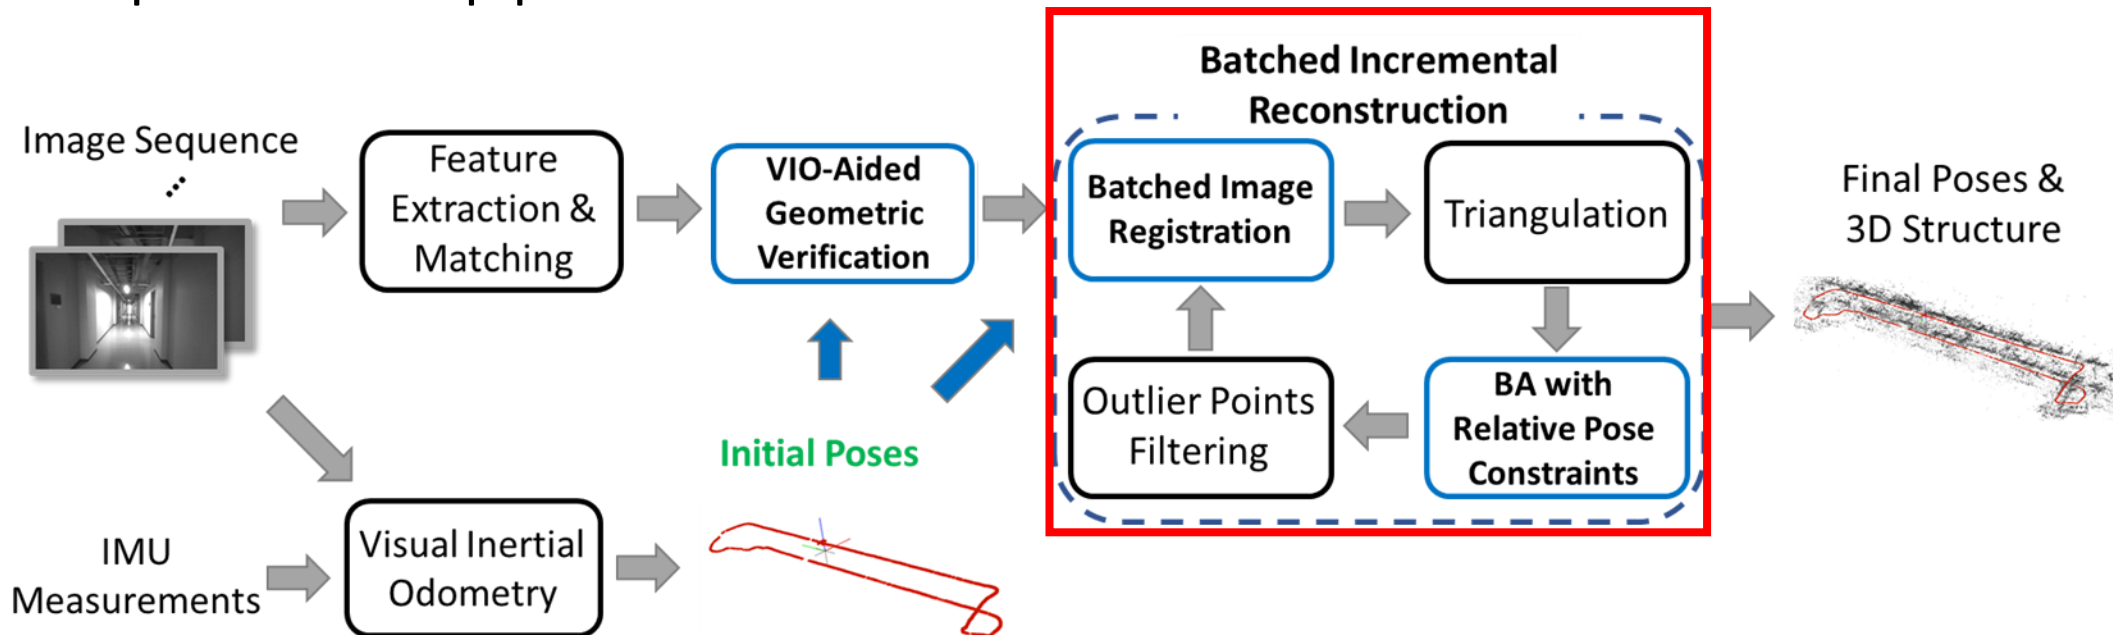 Batched Incremental
Reconstruction
Image Sequence
Feature
Extraction &
Matching
VIO-Aided
Geometric
Verification
Batched Image
Registration
Triangulation
Final Poses &
3D Structure
Outlier Points
Filtering
BA with
Relative Pose
Constraints
Initial Poses
IMU
Measurements
Visual Inertial
Odometry